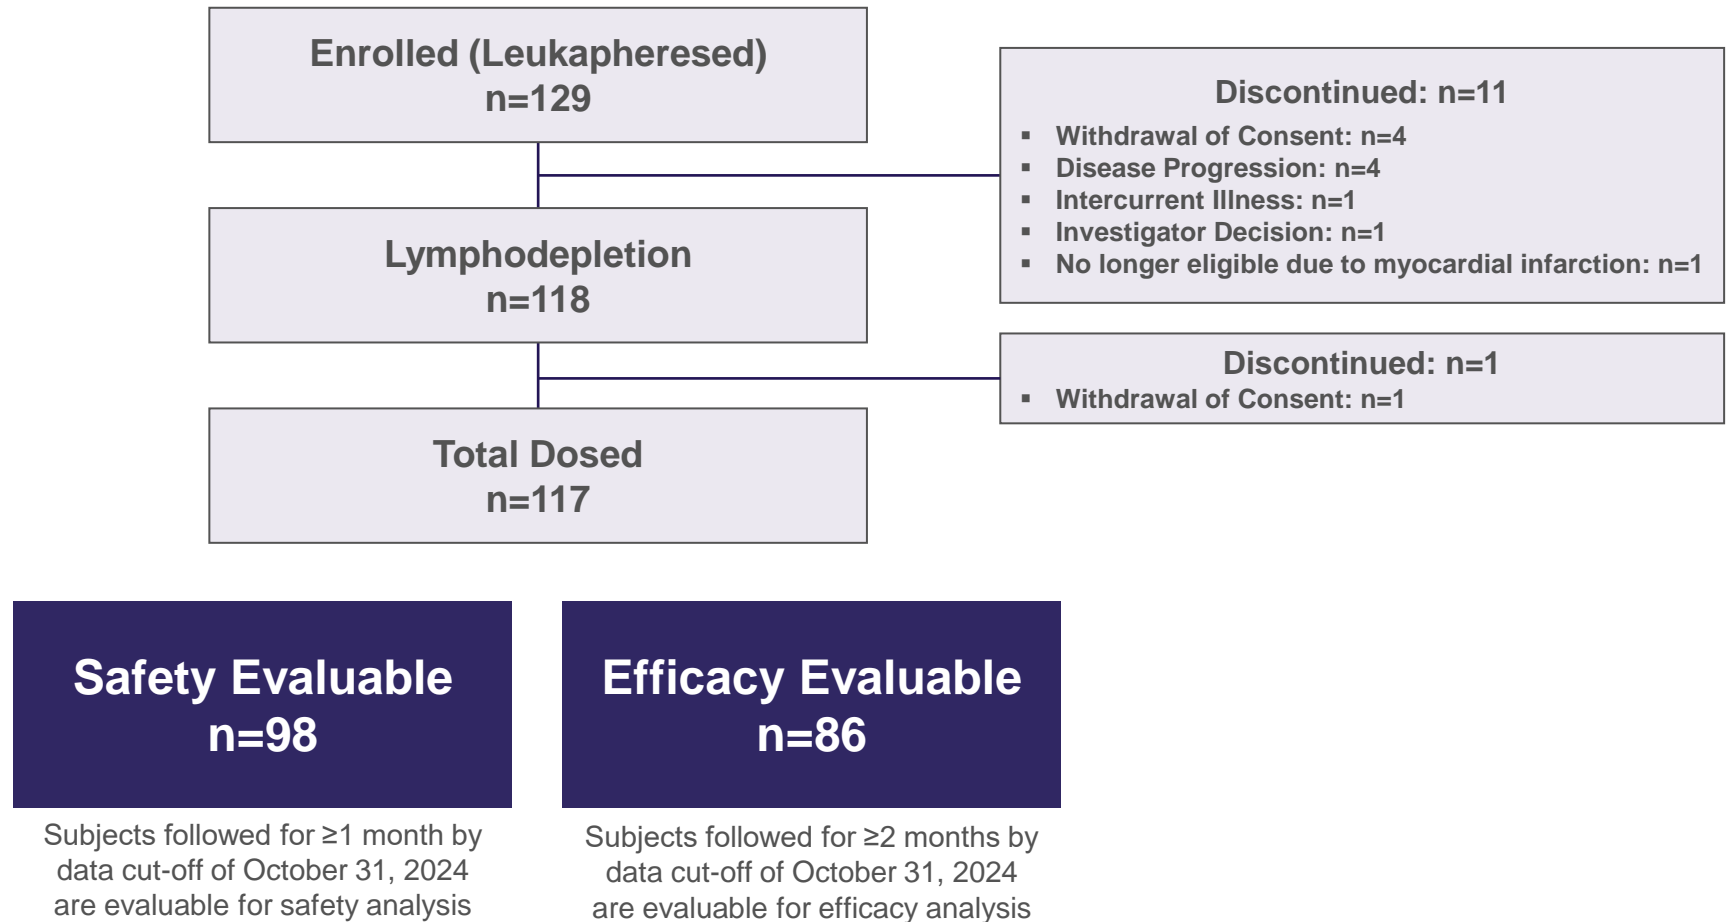 Enrolled (Leukapheresed)
n=129
Discontinued: n=11
▪ Withdrawal of Consent: n=4
▪ Disease Progression: n=4
▪ Intercurrent Illness: n=1
▪ Investigator Decision: n=1
▪ No longer eligible due to myocardial infarction: n=1
Lymphodepletion
n=118
Discontinued: n=1
▪ Withdrawal of Consent: n=1
Total Dosed
n=117
Safety Evaluable
n=98
Subjects followed for ≥1 month by
data cut-off of October 31, 2024
are evaluable for safety analysis
Efficacy Evaluable
n=86
Subjects followed for ≥2 months by
data cut-off of October 31, 2024
are evaluable for efficacy analysis